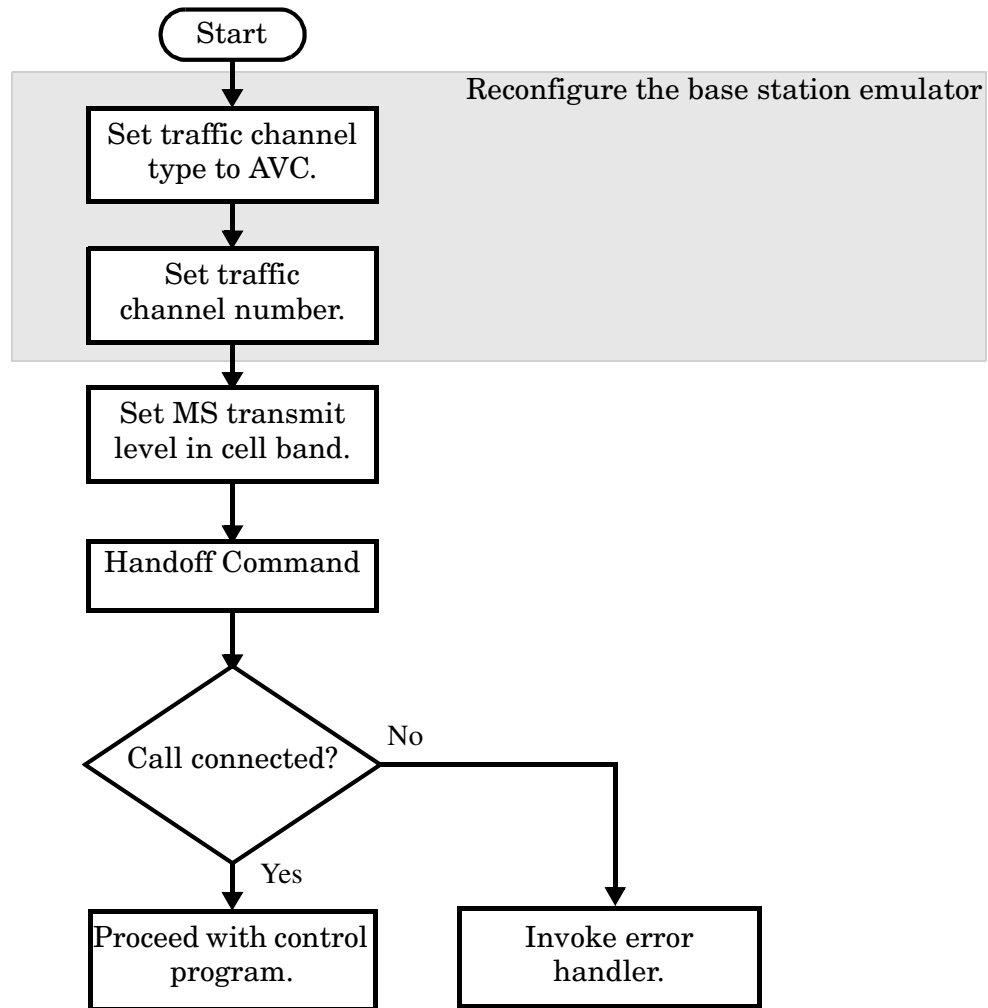 Start
Reconfigure the base station emulator
Set traffic channel
type to AVC.
Set traffic
channel number.
Set MS transmit
level in cell band.
Handoff Command
Call connected?
No
Yes
Proceed with control
program.
Invoke error
handler.